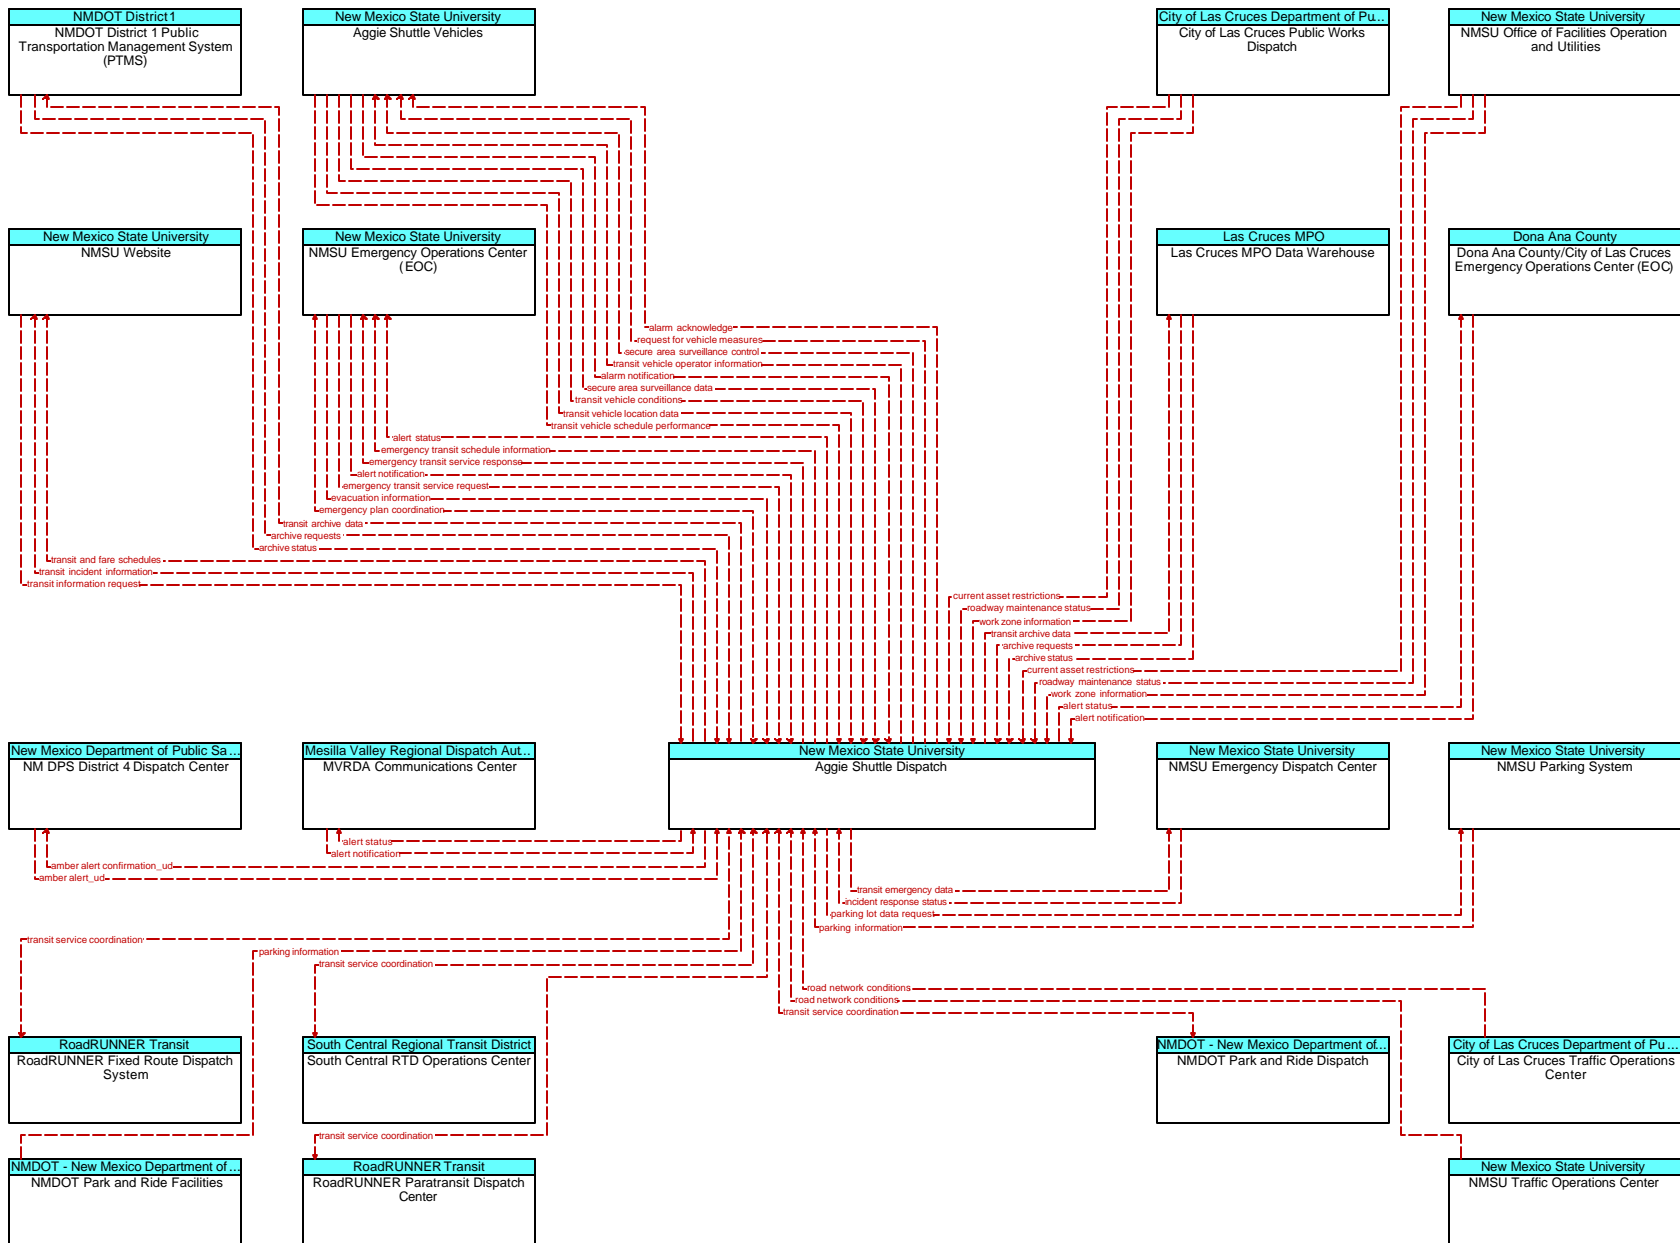 NMDOT District1
NMDOT District 1 Public
Transportation Management System
(PTMS)
New Mexico State University
Aggie Shuttle Vehicles
City of Las Cruces Department of Pu...
City of Las Cruces Public Works
Dispatch
New Mexico State University
NMSU Office of Facilities Operation
and Utilities
New Mexico State University
NMSU Website
New Mexico State University
NMSU Emergency Operations Center
(EOC)
Las Cruces MPO
Las Cruces MPO Data Warehouse
Dona Ana County
Dona Ana County/City of Las Cruces
Emergency Operations Center (EOC)
alarm acknowledge
request for vehicle measures
secure area surveillance control
transit vehicle operator information
alarm notification
secure area surveillance data
transit vehicle conditions
transit vehicle location data
transit vehicle schedule performance
alert status
emergency transit schedule information
emergency transit service response
alert notification
emergency transit service request
evacuation information
emergency plan coordination
transit archive data
archive requests
archive status
transit and fare schedules
transit incident information
transit information request
current asset restrictions
roadway maintenance status
work zone information
transit archive data
archive requests
archive status
current asset restrictions
roadway maintenance status
work zone information
alert status
alert notification
New Mexico Department of Public Sa...
NM DPS District 4 Dispatch Center
Mesilla Valley Regional Dispatch Aut...
MVRDA Communications Center
New Mexico State University
Aggie Shuttle Dispatch
New Mexico State University
NMSU Emergency Dispatch Center
New Mexico State University
NMSU Parking System
alert status
alert notification
amber alert confirmation_ud
amber alert_ud
transit emergency data
incident response status
parking lot data request
parking information
transit service coordination
parking information
transit service coordination
road network conditions
road network conditions
transit service coordination
RoadRUNNER Transit
RoadRUNNER Fixed Route Dispatch
System
South Central Regional Transit District
South Central RTD Operations Center
NMDOT - New Mexico Department of...
NMDOT Park and Ride Dispatch
City of Las Cruces Department of Pu...
City of Las Cruces Traffic Operations
Center
transit service coordination
NMDOT - New Mexico Department of ...
NMDOT Park and Ride Facilities
RoadRUNNER Transit
RoadRUNNER Paratransit Dispatch
Center
New Mexico State University
NMSU Traffic Operations Center